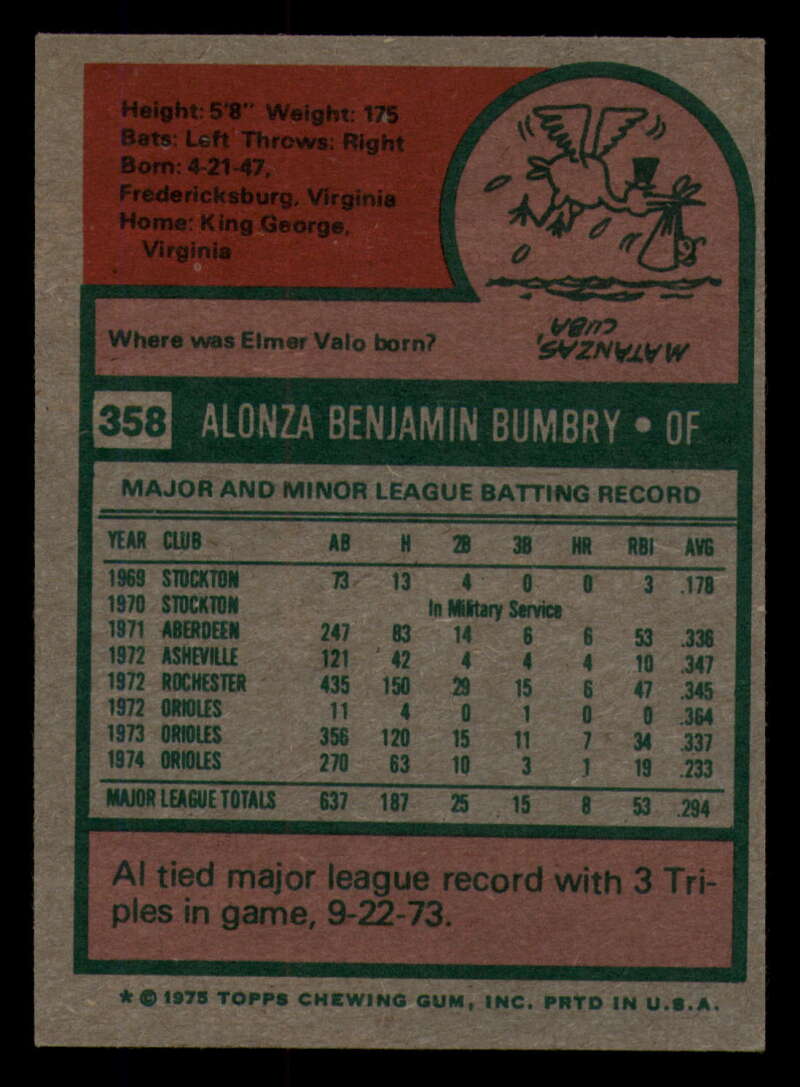 Height: 5'8" Weight: 175
Bats: Left Throws: Right
Born: 4-21-47,
Fredericksburg, Virginia
Home: King George,
Virginia
Where was Elmer Valo born?
MATANZAS,
CUBA
358 ALONZA BENJAMIN BUMBRY • OF
MAJOR AND MINOR LEAGUE BATTING RECORD
YEAR CLUB AB H 2B 3B HR RBI AVG
1969 STOCKTON 73 13 4 0 0 3 .178
1970 STOCKTON In Military Service
1971 ABERDEEN 247 83 14 6 6 53 .336
1972 ASHEVILLE 121 42 4 4 4 10 .347
1972 ROCHESTER 435 150 29 15 6 47 .345
1972 ORIOLES 11 4 0 1 0 0 .364
1973 ORIOLES 356 120 15 11 7 34 .337
1974 ORIOLES 270 63 10 3 1 19 .233
MAJOR LEAGUE TOTALS 637 187 25 15 8 53 .294
Al tied major league record with 3 Tri-
ples in game, 9-22-73.
* © 1975 TOPPS CHEWING GUM, INC. PRTD IN U.S.A.